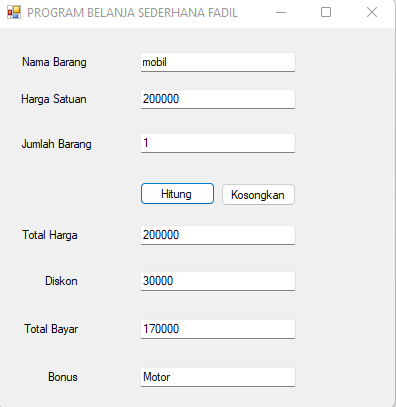 PROGRAM BELANJA SEDERHANA FADIL
Nama Barang mobil
Harga Satuan 200000
Jumlah Barang 1
Hitung Kosongkan
Total Harga 200000
Diskon 30000
Total Bayar 170000
Bonus Motor